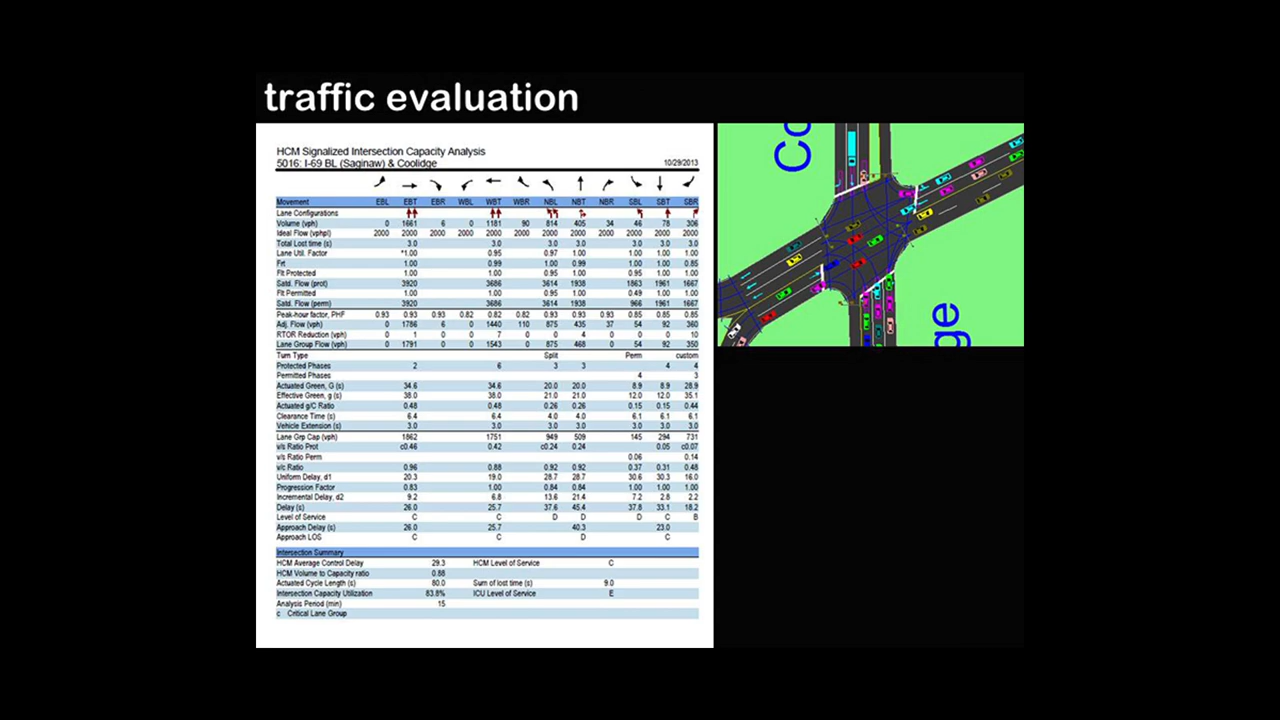 traffic evaluation
HCM Signalized Intersection Capacity Analysis
5016: I-69 BL (Saginaw) & Coolidge 10/29/2013
Movement EBL EBT EBR WBL WBT WBR NBL NBT NBR SBL SBT SBR
Lane Configurations
Volume (vph) 0 1661 6 0 1181 90 814 405 34 46 78 306
Ideal Flow (vphpl) 2000 2000 2000 2000 2000 2000 2000 2000 2000 2000 2000 2000
Total Lost time (s) 3.0 3.0 3.0 3.0 3.0 3.0 3.0
Lane Util. Factor *1.00 0.95 0.97 1.00 1.00 1.00 1.00
Frt 1.00 0.99 1.00 0.99 1.00 1.00 0.85
Flt Protected 1.00 1.00 0.95 1.00 0.95 1.00 1.00
Satd. Flow (prot) 3920 3686 3614 1938 1863 1961 1667
Flt Permitted 1.00 1.00 0.95 1.00 0.49 1.00 1.00
Satd. Flow (perm) 3920 3686 3614 1938 966 1961 1667
Peak-hour factor, PHF 0.93 0.93 0.93 0.82 0.82 0.82 0.93 0.93 0.93 0.85 0.85 0.85
Adj. Flow (vph) 0 1786 6 0 1440 110 875 435 37 54 92 360
RTOR Reduction (vph) 0 1 0 0 7 0 0 4 0 0 0 10
Lane Group Flow (vph) 0 1791 0 0 1543 0 875 468 0 54 92 350
Turn Type Split Perm custom
Protected Phases 2 6 3 3 4 4
Permitted Phases 4 3
Actuated Green, G (s) 34.6 34.6 20.0 20.0 8.9 8.9 28.9
Effective Green, g (s) 38.0 38.0 21.0 21.0 12.0 12.0 35.1
Actuated g/C Ratio 0.48 0.48 0.26 0.26 0.15 0.15 0.44
Clearance Time (s) 6.4 6.4 4.0 4.0 6.1 6.1 6.1
Vehicle Extension (s) 3.0 3.0 3.0 3.0 3.0 3.0 3.0
Lane Grp Cap (vph) 1862 1751 949 509 145 294 731
v/s Ratio Prot c0.46 0.42 c0.24 0.24 0.05 c0.07
v/s Ratio Perm 0.06 0.14
v/c Ratio 0.96 0.88 0.92 0.92 0.37 0.31 0.48
Uniform Delay, d1 20.3 19.0 28.7 28.7 30.6 30.3 16.0
Progression Factor 0.83 1.00 0.84 0.84 1.00 1.00 1.00
Incremental Delay, d2 9.2 6.8 13.6 21.4 7.2 2.8 2.2
Delay (s) 26.0 25.7 37.6 45.4 37.8 33.1 18.2
Level of Service C C D D D C B
Approach Delay (s) 26.0 25.7 40.3 23.0
Approach LOS C C D C
Intersection Summary
HCM Average Control Delay 29.3 HCM Level of Service C
HCM Volume to Capacity ratio 0.88
Actuated Cycle Length (s) 80.0 Sum of lost time (s) 9.0
Intersection Capacity Utilization 83.8% ICU Level of Service E
Analysis Period (min) 15
c Critical Lane Group
Co
ge